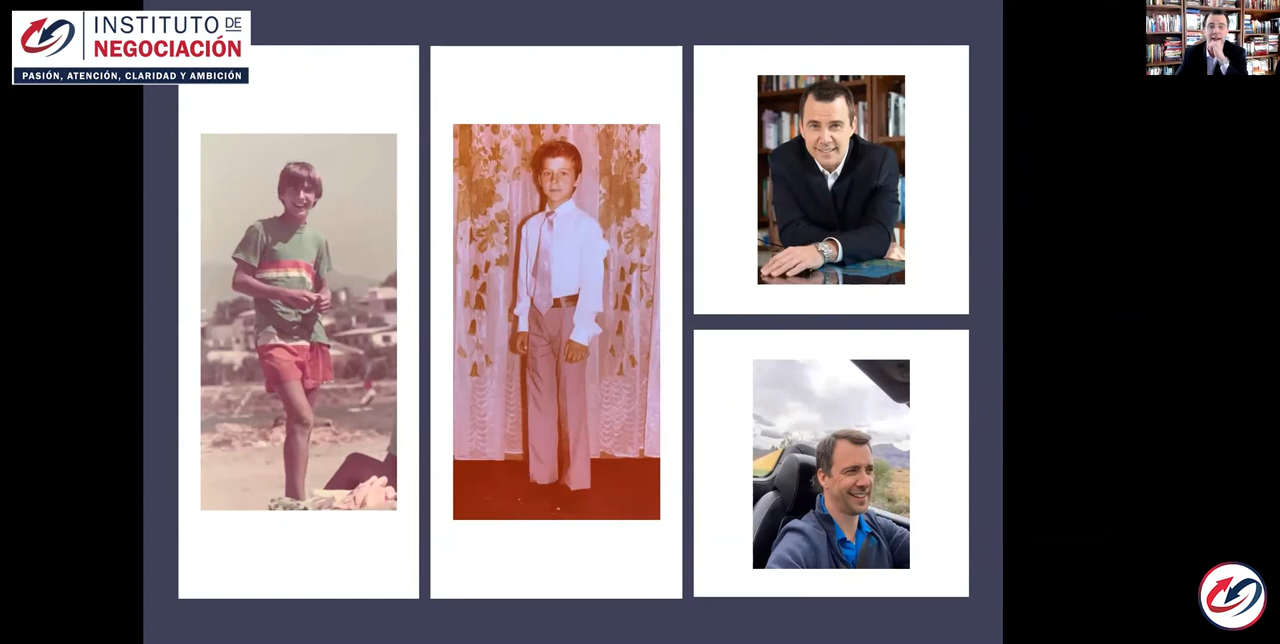 INSTITUTO DE
NEGOCIACIÓN
PASIÓN, ATENCIÓN, CLARIDAD Y AMBICIÓN